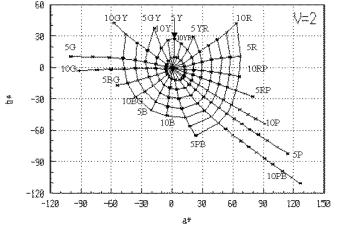 60
10GY 5GY 5Y 10R V=2
10Y 5YR
30 10YR
5G 5R
0 10G 10RP
5BG 5RP
-30 10BG
5B 10B 10P
-60 5PB
5P
-90 10PB
-120
-120 -90 -60 -30 0 30 60 90 120 150
a*
b*